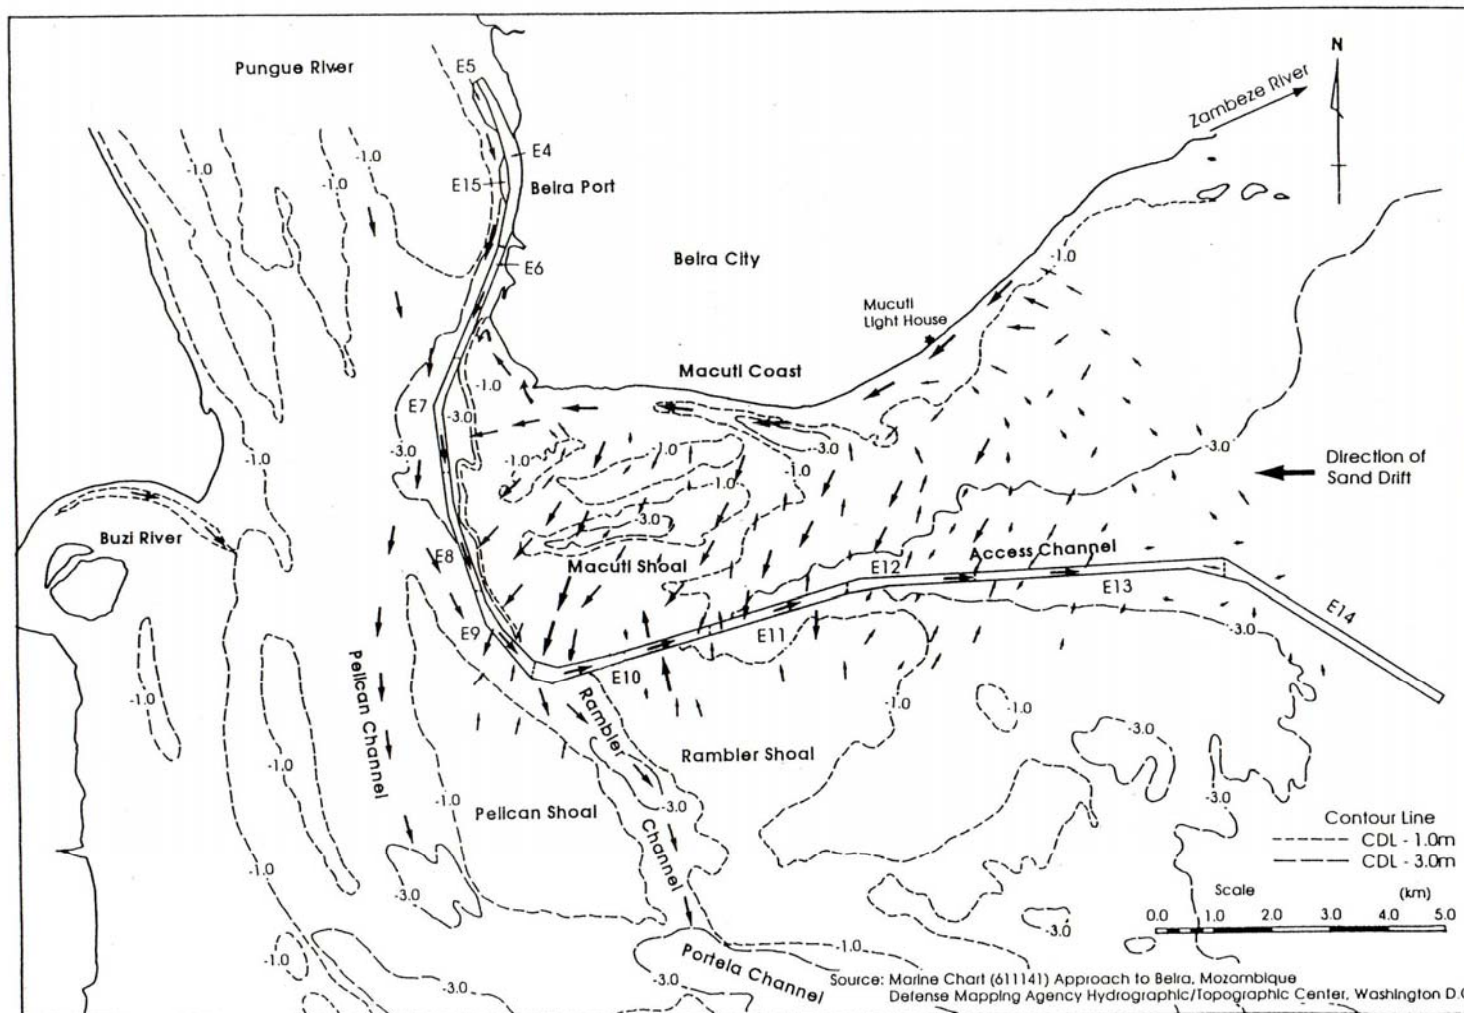 N
Pungue River
E5
Zambeze River
E4
-1.0
-1.0
-1.0
E15
Beira Port
E6
Beira City
-1.0
Mucuti
Light House
Macuti Coast
-1.0
E7
-3.0
-3.0
-3.0
-1.0
-1.0
-1.0
-3.0
-1.0
-3.0
Direction of
Sand Drift
-1.0
-3.0
Buzi River
E8
Macuti Shoal
E12
Access Channel
E13
E14
E9
E11
-3.0
E10
Pelican Channel
Rambler
Channel
-1.0
-1.0
-1.0
-3.0
Rambler Shoal
-1.0
-1.0
-3.0
-3.0
Pelican Shoal
Contour Line
CDL - 1.0m
CDL - 3.0m
-1.0
-3.0
Scale
(km)
0.0 1.0 2.0 3.0 4.0 5.0
-3.0
-1.0
-1.0
Portela Channel
-3.0
-3.0
Source: Marine Chart (611141) Approach to Beira, Mozambique
Defense Mapping Agency Hydrographic/Topographic Center, Washington D.C